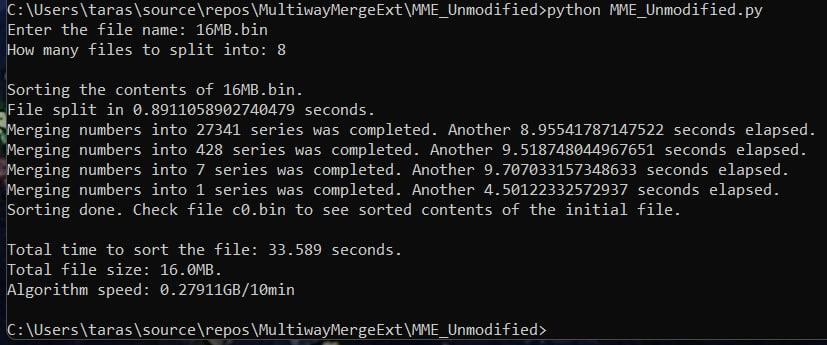 C:\Users\taras\source\repos\MultiwayMergeExt\MME_Unmodified>python MME_Unmodified.py
Enter the file name: 16MB.bin
How many files to split into: 8
Sorting the contents of 16MB.bin.
File split in 0.8911058902740479 seconds.
Merging numbers into 27341 series was completed. Another 8.95541787147522 seconds elapsed.
Merging numbers into 428 series was completed. Another 9.518748044967651 seconds elapsed.
Merging numbers into 7 series was completed. Another 9.707033157348633 seconds elapsed.
Merging numbers into 1 series was completed. Another 4.50122332572937 seconds elapsed.
Sorting done. Check file c0.bin to see sorted contents of the initial file.
Total time to sort the file: 33.589 seconds.
Total file size: 16.0MB.
Algorithm speed: 0.27911GB/10min
C:\Users\taras\source\repos\MultiwayMergeExt\MME_Unmodified>